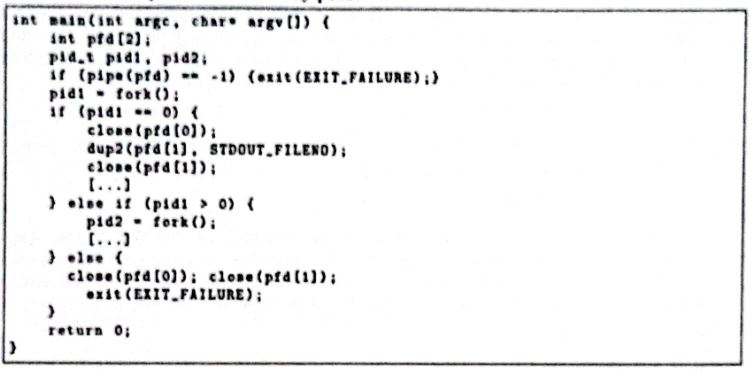 int main(int argc, char* argv[]) {
int pfd[2];
pid_t pid1, pid2;
if (pipe(pfd) == -1) {exit(EXIT_FAILURE);}
pid1 = fork();
if (pid1 == 0) {
close(pfd[0]);
dup2(pfd[1], STDOUT_FILENO);
close(pfd[1]);
[...]
} else if (pid1 > 0) {
pid2 = fork();
[...]
} else {
close(pfd[0]); close(pfd[1]);
exit(EXIT_FAILURE);
}
return 0;
}